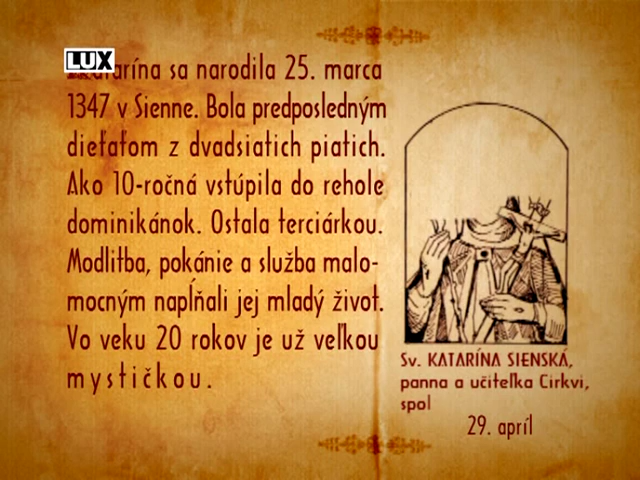 LUX
Katarína sa narodila 25. marca
1347 v Sienne. Bola predposledným
dieťaťom z dvadsiatich piatich.
Ako 10-ročná vstúpila do rehole
dominikánok. Ostala terciárkou.
Modlitba, pokánie a služba malo-
mocným napĺňali jej mladý život.
Vo veku 20 rokov je už veľkou
mystičkou.
Sv. KATARÍNA SIENSKÁ,
panna a učiteľka Cirkvi,
spol
29. apríl